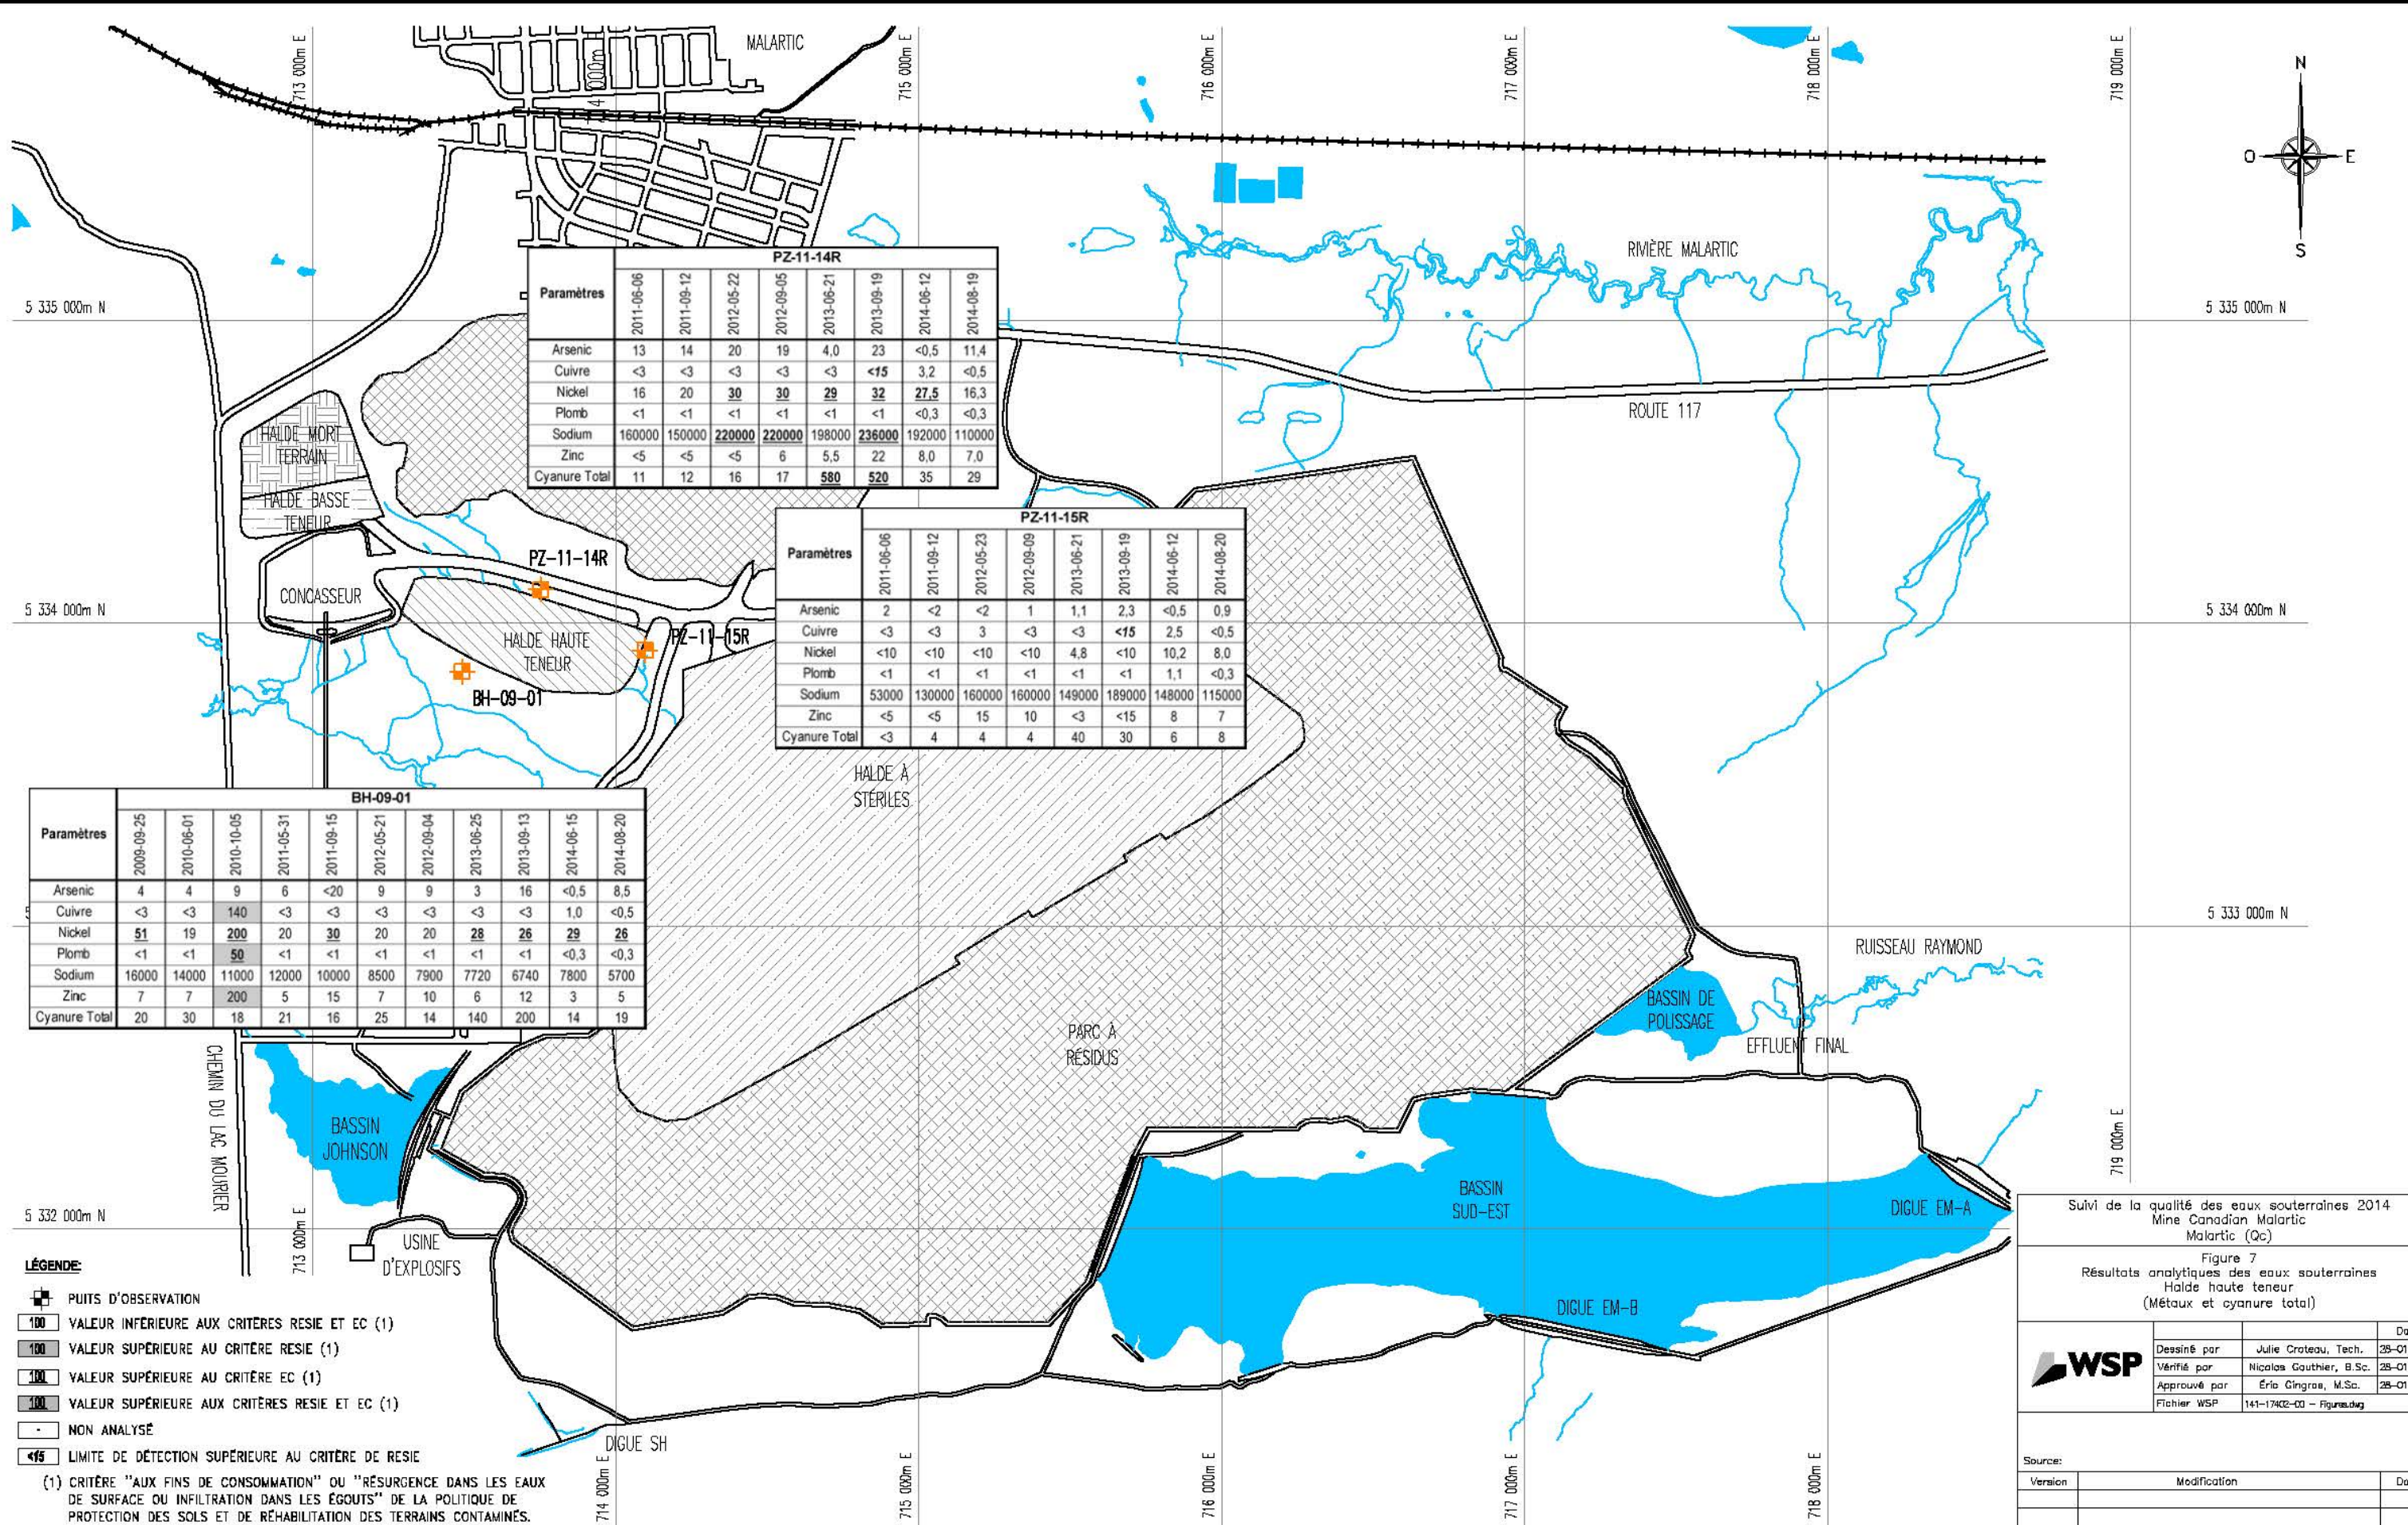 MALARTIC
713 000m E
715 000m E
716 000m E
717 000m E
718 000m E
719 000m E
N
O
E
S
RIVIÈRE MALARTIC
5 335 000m N
5 335 000m N
ROUTE 117
PZ-11-14R
Paramètres 2011-06-06 2011-09-12 2012-05-22 2012-09-05 2013-06-21 2013-09-19 2014-06-12 2014-08-19
Arsenic 13 14 20 19 4,0 23 <0,5 11,4
Cuivre <3 <3 <3 <3 <3 <15 3,2 <0,5
Nickel 16 20 30 30 29 32 27,5 16,3
Plomb <1 <1 <1 <1 <1 <1 <0,3 <0,3
Sodium 160000 150000 220000 220000 198000 236000 192000 110000
Zinc <5 <5 <5 6 5,5 22 8,0 7,0
Cyanure Total 11 12 16 17 580 520 35 29
HALDE MORT
TERRAIN
HALDE BASSE
TENEUR
PZ-11-14R
CONCASSEUR
5 334 000m N
5 334 000m N
HALDE HAUTE
TENEUR
PZ-11-15R
BH-09-01
PZ-11-15R
Paramètres 2011-06-06 2011-09-12 2012-05-23 2012-09-09 2013-06-21 2013-09-19 2014-06-12 2014-08-20
Arsenic 2 <2 <2 1 1,1 2,3 <0,5 0,9
Cuivre <3 <3 3 <3 <3 <15 2,5 <0,5
Nickel <10 <10 <10 <10 4,8 <10 10,2 8,0
Plomb <1 <1 <1 <1 <1 <1 1,1 <0,3
Sodium 53000 130000 160000 160000 149000 189000 148000 115000
Zinc <5 <5 15 10 <3 <15 8 7
Cyanure Total <3 4 4 4 40 30 6 8
HALDE À
STÉRILES
BH-09-01
Paramètres 2009-09-25 2010-06-01 2010-10-05 2011-05-31 2011-09-15 2012-05-21 2012-09-04 2013-06-25 2013-09-13 2014-06-15 2014-08-20
Arsenic 4 4 9 6 <20 9 9 3 16 <0,5 8,5
Cuivre <3 <3 140 <3 <3 <3 <3 <3 <3 1,0 <0,5
Nickel 51 19 200 20 30 20 20 28 26 29 26
Plomb <1 <1 50 <1 <1 <1 <1 <1 <1 <0,3 <0,3
Sodium 16000 14000 11000 12000 10000 8500 7900 7720 6740 7800 5700
Zinc 7 7 200 5 15 7 10 6 12 3 5
Cyanure Total 20 30 18 21 16 25 14 140 200 14 19
5 333 000m N
RUISSEAU RAYMOND
BASSIN DE
POLISSAGE
EFFLUENT FINAL
PARC À
RÉSIDUS
CHEMIN DU LAC MOURIER
BASSIN
JOHNSON
BASSIN
SUD-EST
DIGUE EM-A
DIGUE EM-B
5 332 000m N
713 000m E
USINE
D'EXPLOSIFS
719 000m E
DIGUE SH
714 000m E
715 000m E
716 000m E
717 000m E
718 000m E
LÉGENDE:
PUITS D'OBSERVATION
100 VALEUR INFÉRIEURE AUX CRITÈRES RESIE ET EC (1)
100 VALEUR SUPÉRIEURE AU CRITÈRE RESIE (1)
100 VALEUR SUPÉRIEURE AU CRITÈRE EC (1)
100 VALEUR SUPÉRIEURE AUX CRITÈRES RESIE ET EC (1)
- NON ANALYSÉ
<15 LIMITE DE DÉTECTION SUPÉRIEURE AU CRITÈRE DE RESIE
(1) CRITÈRE "AUX FINS DE CONSOMMATION" OU "RÉSURGENCE DANS LES EAUX
DE SURFACE OU INFILTRATION DANS LES ÉGOUTS" DE LA POLITIQUE DE
PROTECTION DES SOLS ET DE RÉHABILITATION DES TERRAINS CONTAMINÉS.
Suivi de la qualité des eaux souterraines 2014
Mine Canadian Malartic
Malartic (Qc)
Figure 7
Résultats analytiques des eaux souterraines
Halde haute teneur
(Métaux et cyanure total)
WSP
Da
Dessiné par Julie Croteau, Tech. 28-01
Vérifié par Nicolas Gauthier, B.Sc. 28-01
Approuvé par Éric Gingras, M.Sc. 28-01
Fichier WSP 141-17402-00 - Figures.dwg
Source:
Version Modification Da